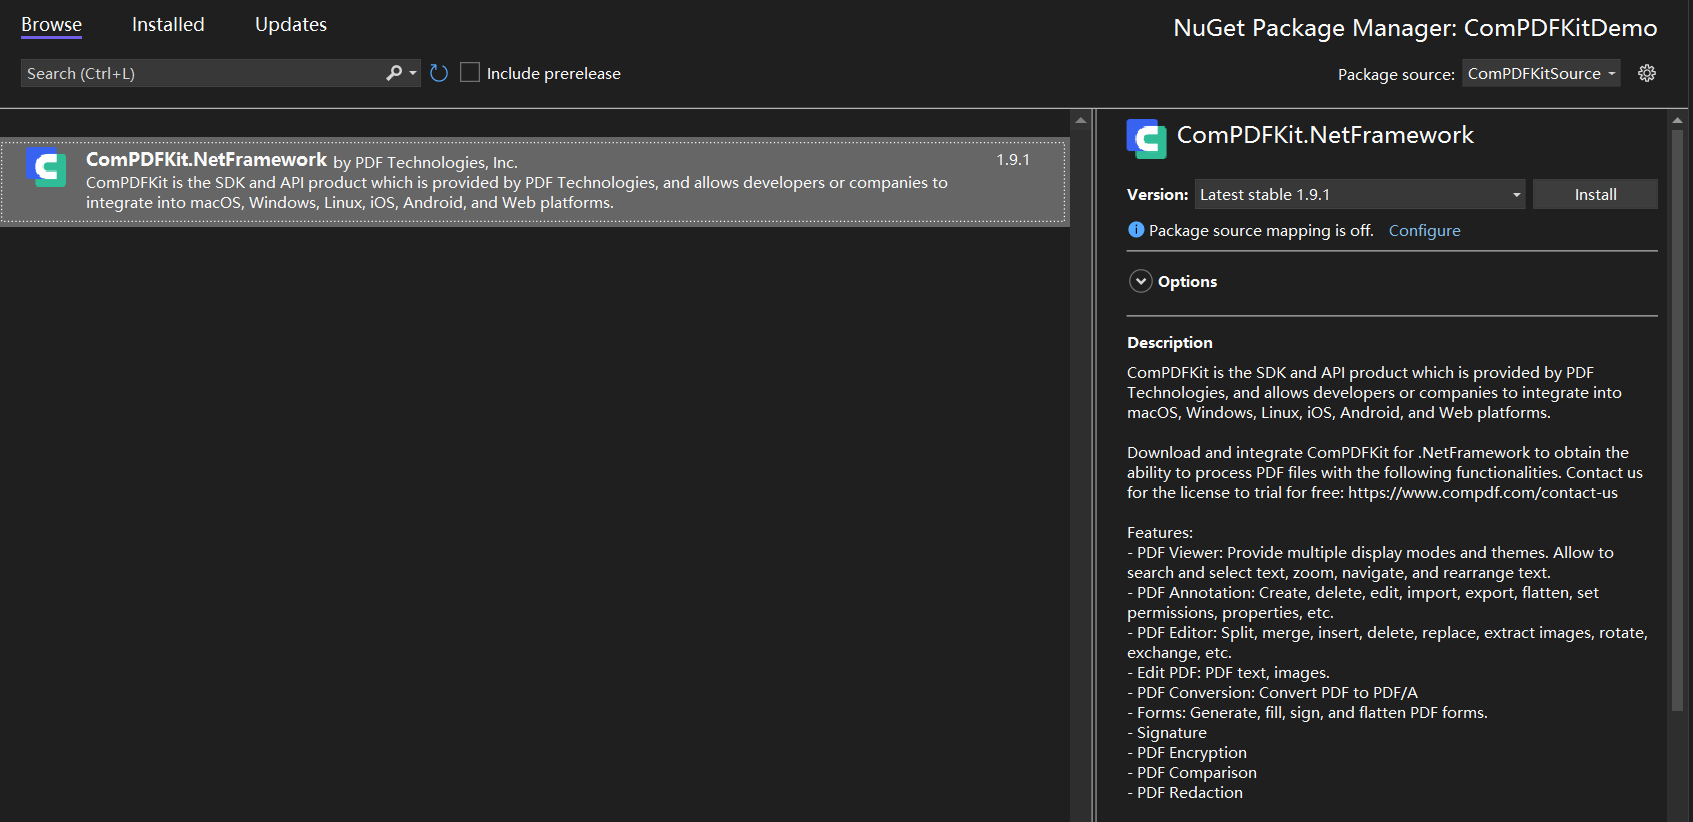 Browse Installed Updates
NuGet Package Manager: ComPDFKitDemo
Search (Ctrl+L)
Include prerelease
Package source: ComPDFKitSource
ComPDFKit.NetFramework by PDF Technologies, Inc. 1.9.1
ComPDFKit is the SDK and API product which is provided by PDF Technologies, and allows developers or companies to
integrate into macOS, Windows, Linux, iOS, Android, and Web platforms.
ComPDFKit.NetFramework
Version: Latest stable 1.9.1 Install
Package source mapping is off. Configure
Options
Description
ComPDFKit is the SDK and API product which is provided by PDF
Technologies, and allows developers or companies to integrate into
macOS, Windows, Linux, iOS, Android, and Web platforms.
Download and integrate ComPDFKit for .NetFramework to obtain the
ability to process PDF files with the following functionalities. Contact us
for the license to trial for free: https://www.compdf.com/contact-us
Features:
- PDF Viewer: Provide multiple display modes and themes. Allow to
search and select text, zoom, navigate, and rearrange text.
- PDF Annotation: Create, delete, edit, import, export, flatten, set
permissions, properties, etc.
- PDF Editor: Split, merge, insert, delete, replace, extract images, rotate,
exchange, etc.
- Edit PDF: PDF text, images.
- PDF Conversion: Convert PDF to PDF/A
- Forms: Generate, fill, sign, and flatten PDF forms.
- Signature
- PDF Encryption
- PDF Comparison
- PDF Redaction